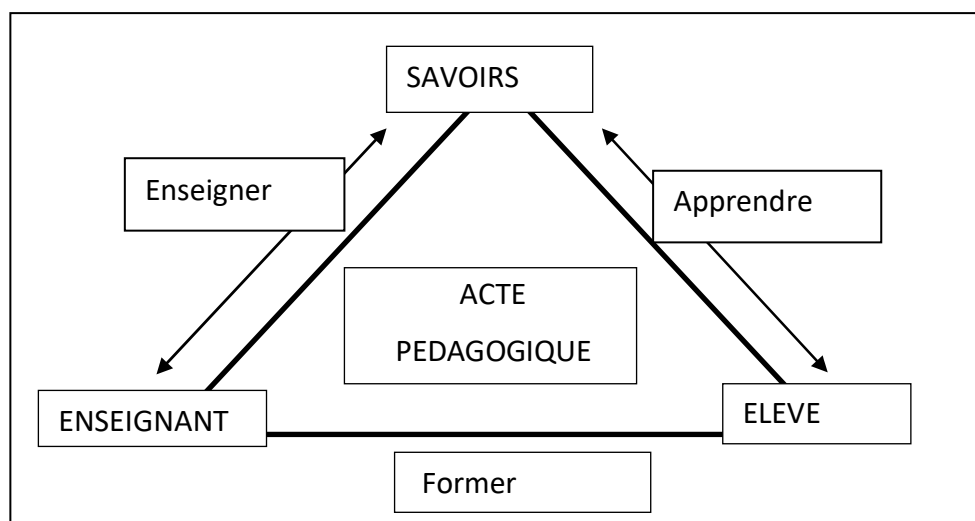 SAVOIRS
Enseigner
Apprendre
ACTE
PEDAGOGIQUE
ENSEIGNANT
ELEVE
Former